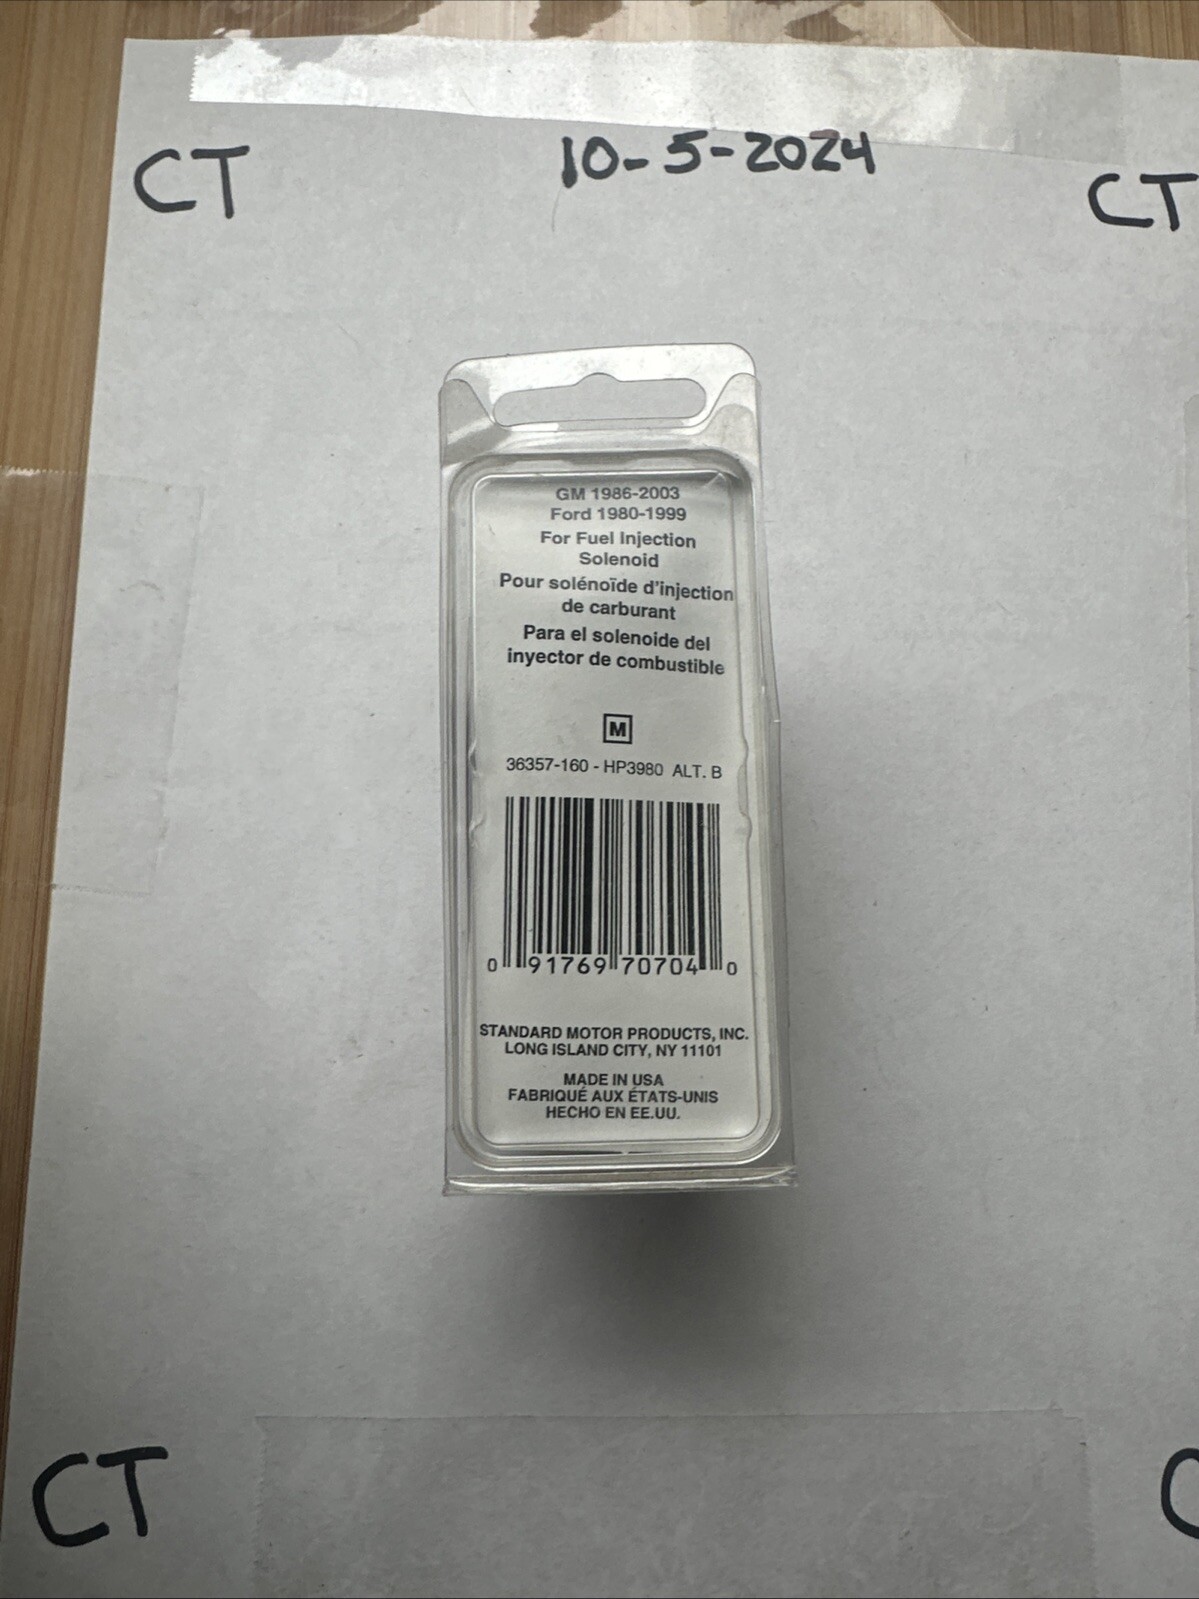 CT
10-5-2024
CT
GM 1986-2003
Ford 1980-1999
For Fuel Injection
Solenoid
Pour solénoïde d'injection
de carburant
Para el solenoide del
inyector de combustible
M
36357-160 - HP3980 ALT. B
0 91769 70704 0
STANDARD MOTOR PRODUCTS, INC.
LONG ISLAND CITY, NY 11101
MADE IN USA
FABRIQUÉ AUX ÉTATS-UNIS
HECHO EN EE.UU.
CT
C